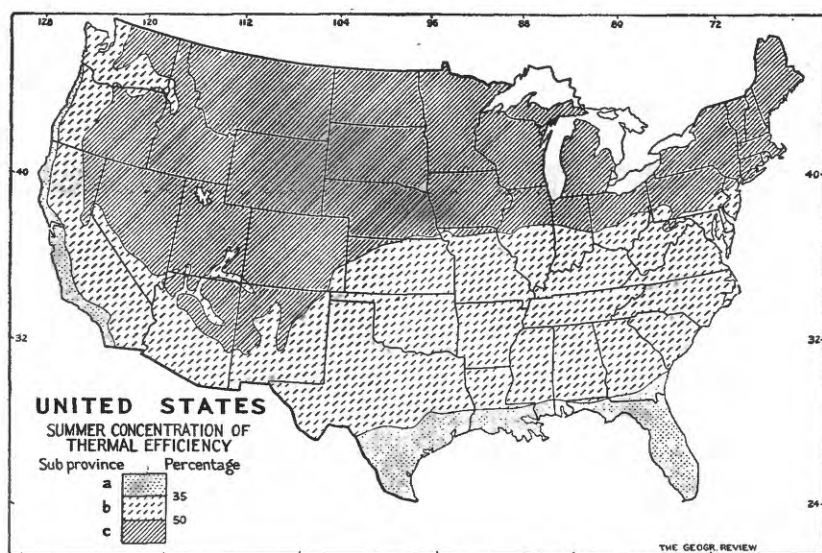 128 120 112 104 96 88 80 72
40 40
32 32
24
UNITED STATES
SUMMER CONCENTRATION OF
THERMAL EFFICIENCY
Sub province Percentage
a
35
b
50
c
THE GEOGR. REVIEW